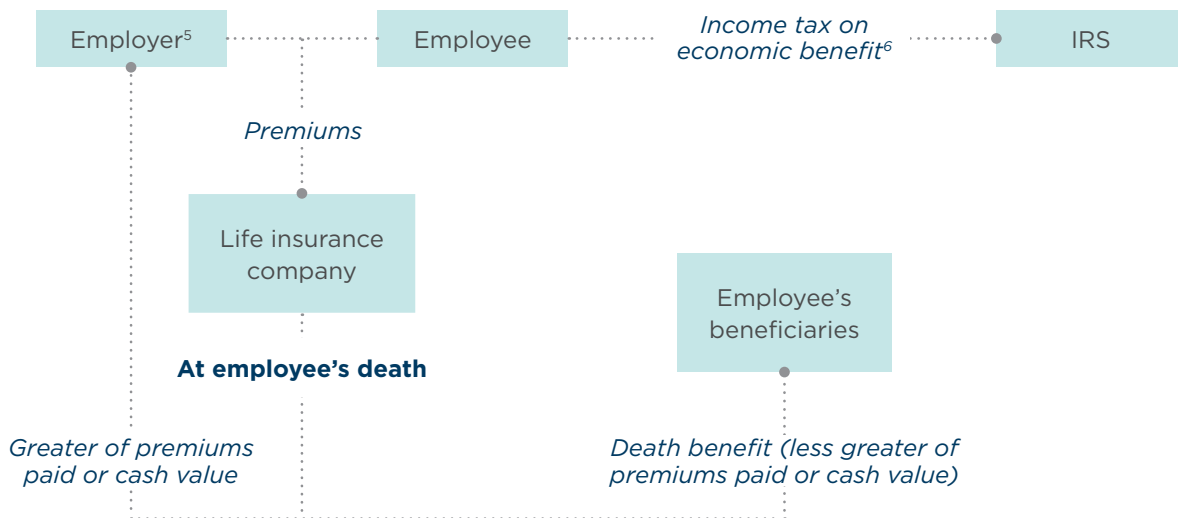 Employer⁵
Employee
Income tax on
economic benefit⁶
IRS
Premiums
Life insurance
company
Employee’s
beneficiaries
At employee’s death
Greater of premiums
paid or cash value
Death benefit (less greater of
premiums paid or cash value)